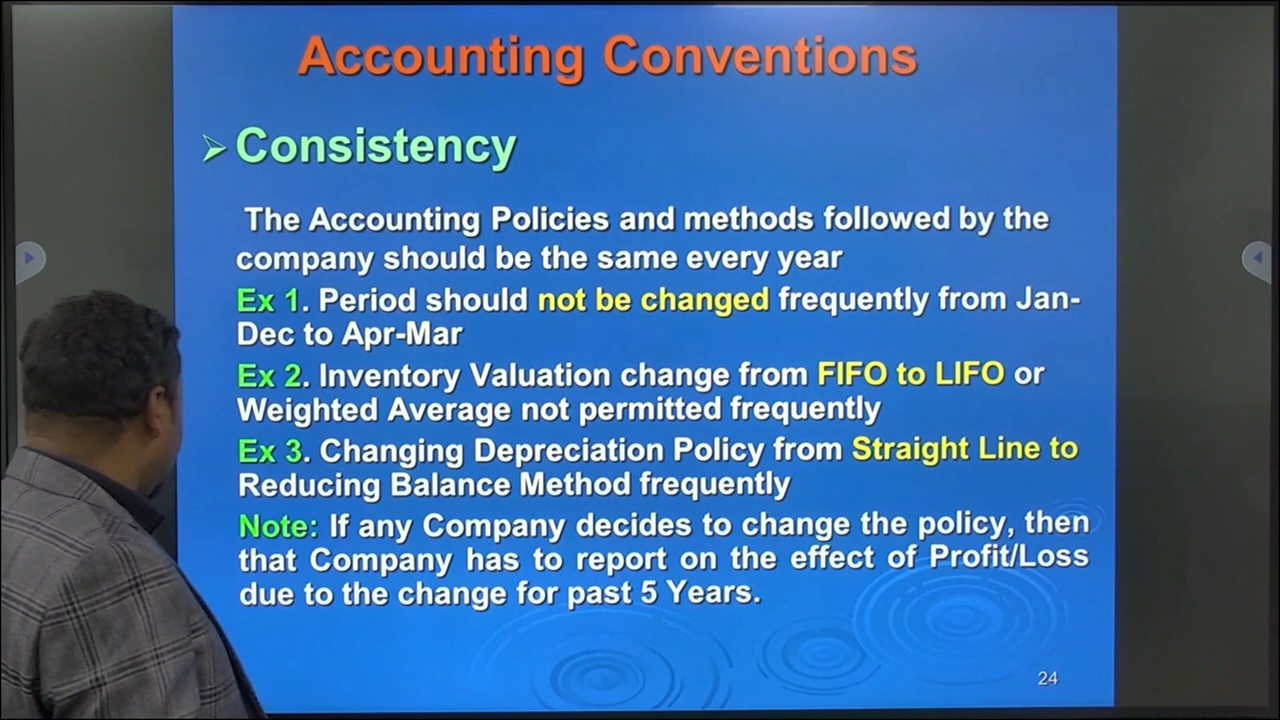 Accounting Conventions
Consistency
The Accounting Policies and methods followed by the
company should be the same every year
Ex 1. Period should not be changed frequently from Jan-
Dec to Apr-Mar
Ex 2. Inventory Valuation change from FIFO to LIFO or
Weighted Average not permitted frequently
Ex 3. Changing Depreciation Policy from Straight Line to
Reducing Balance Method frequently
Note: If any Company decides to change the policy, then
that Company has to report on the effect of Profit/Loss
due to the change for past 5 Years.
24